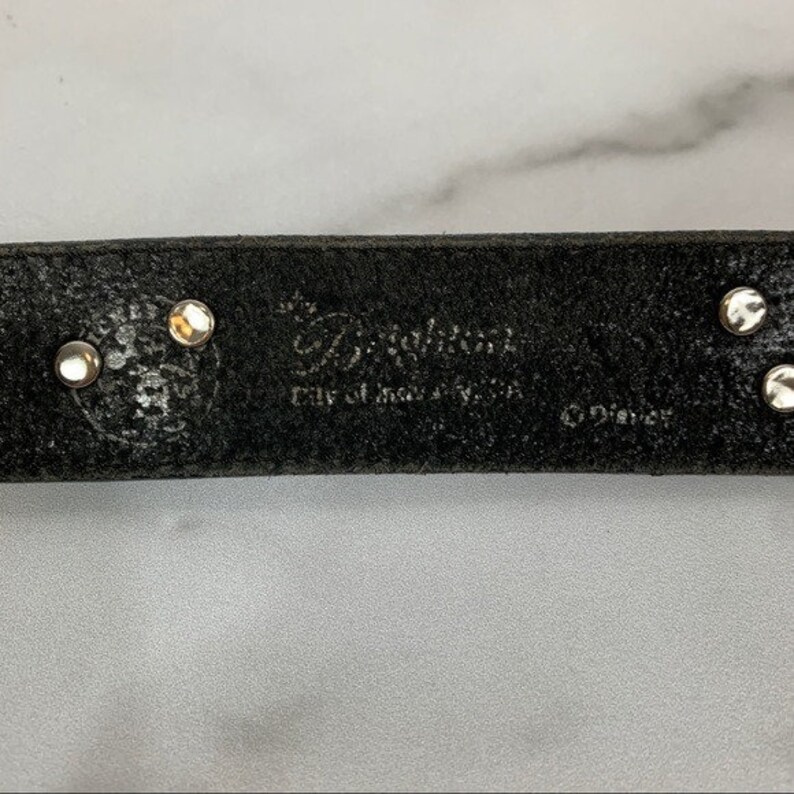 Brighton
City of Industry, CA
© Disney